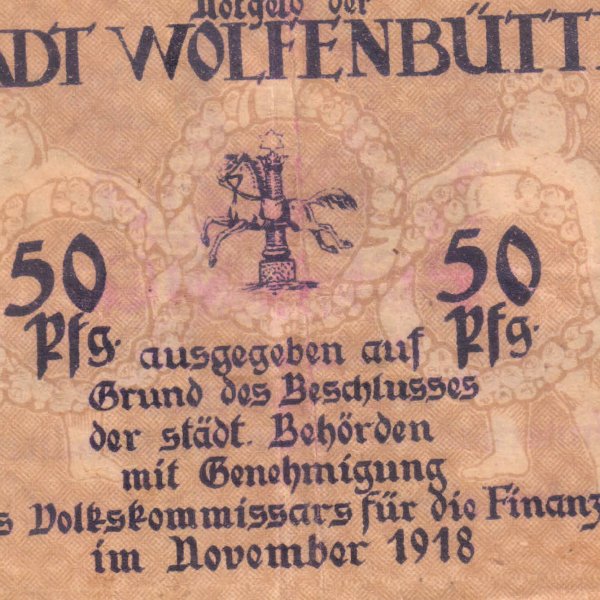 Notgeld der
ADT WOLFENBÜTT
50 50
Pfg. Pfg.
ausgegeben auf
Grund des Beschlusses
der städt. Behörden
mit Genehmigung
s Volkskommissars für die Finanz
im November 1918